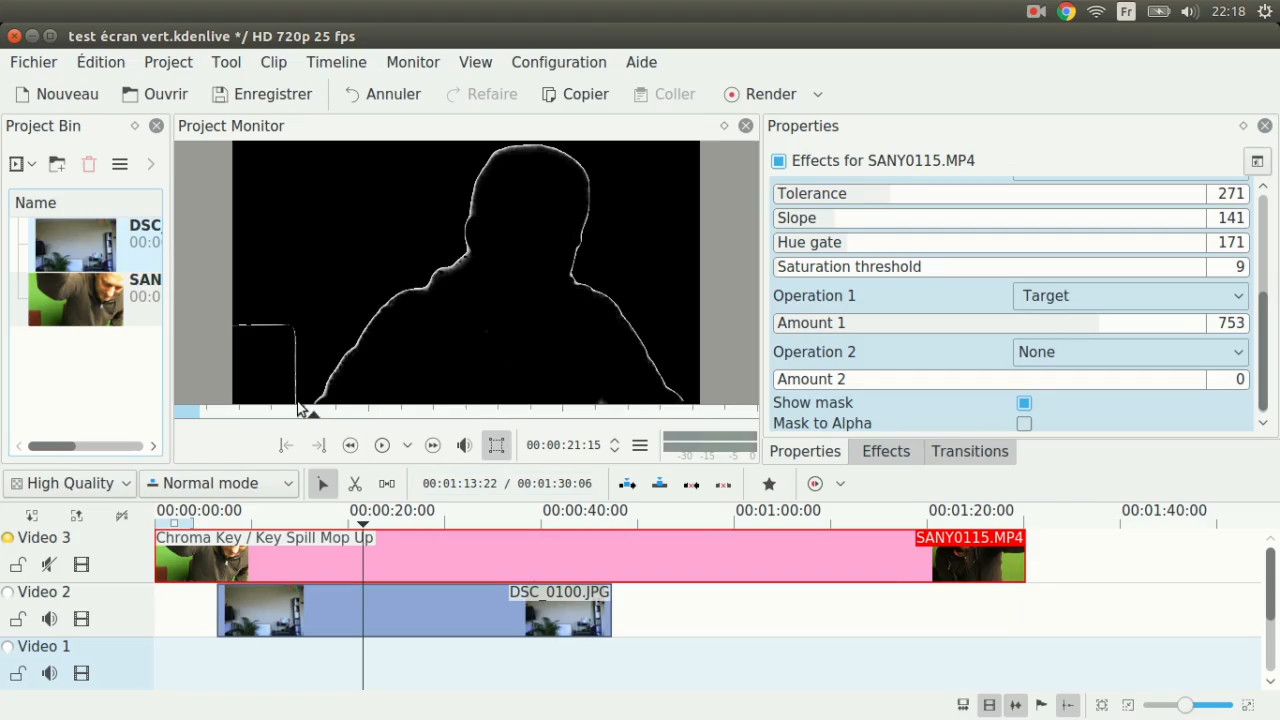 Fr
22:18
test écran vert.kdenlive */ HD 720p 25 fps
Fichier Édition Project Tool Clip Timeline Monitor View Configuration Aide
Nouveau Ouvrir Enregistrer Annuler Refaire Copier Coller Render
Project Bin
Name
DSC_
00:0
SAN
00:0
Project Monitor
00:00:21:15
-30 -15 -5 0
Properties
Effects for SANY0115.MP4
Tolerance 271
Slope 141
Hue gate 171
Saturation threshold 9
Operation 1 Target
Amount 1 753
Operation 2 None
Amount 2 0
Show mask
Mask to Alpha
Properties Effects Transitions
High Quality Normal mode 00:01:13:22 / 00:01:30:06
00:00:00:00 00:00:20:00 00:00:40:00 00:01:00:00 00:01:20:00 00:01:40:00
Video 3
Chroma Key / Key Spill Mop Up SANY0115.MP4
Video 2
DSC_0100.JPG
Video 1